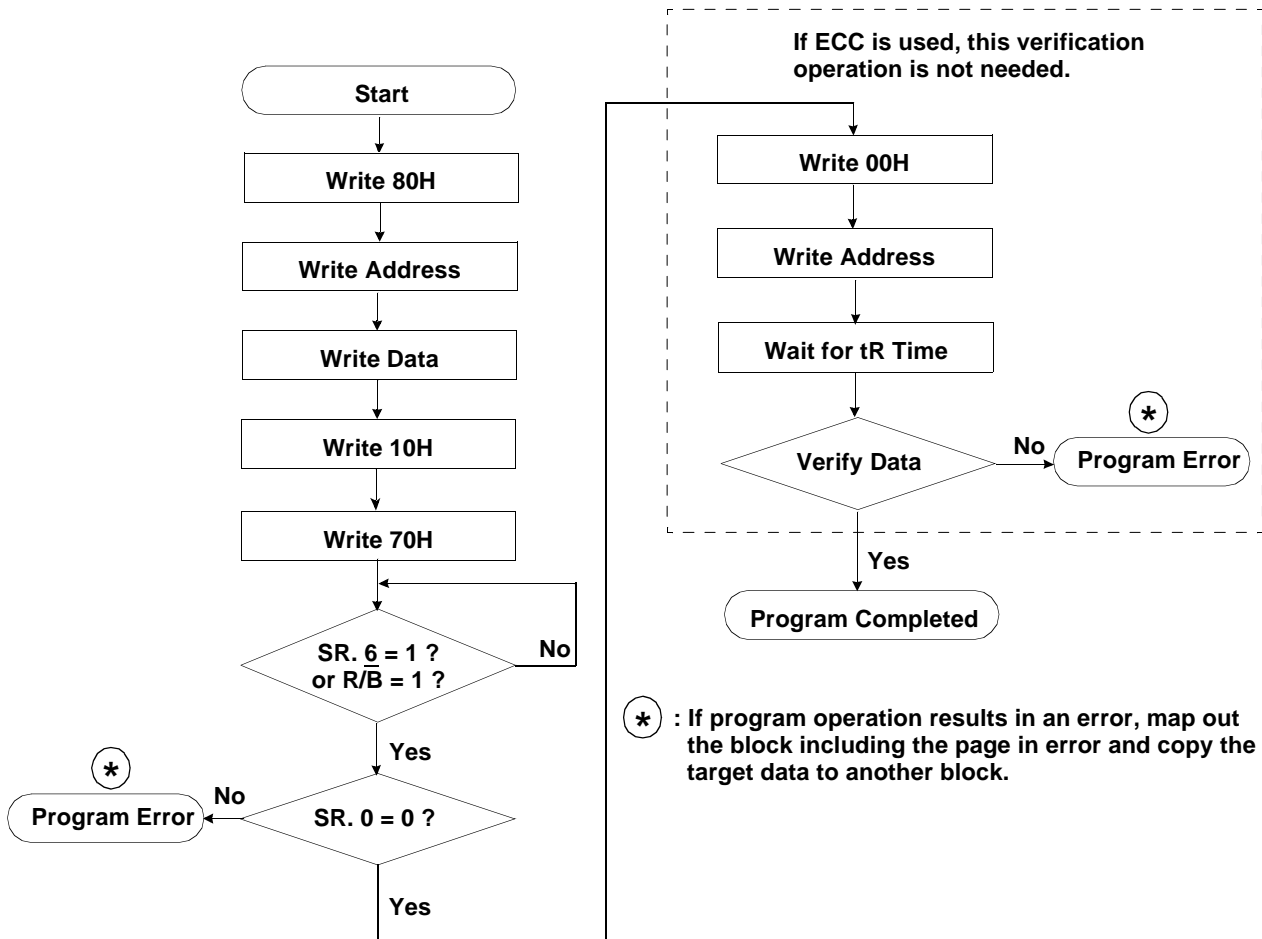 Start
Write 80H
Write Address
Write Data
Write 10H
Write 70H
SR. 6 = 1 ?
or R/B̅ = 1 ?
No
Yes
*
No
Program Error
SR. 0 = 0 ?
Yes
If ECC is used, this verification
operation is not needed.
Write 00H
Write Address
Wait for tR Time
*
Verify Data
No
Program Error
Yes
Program Completed
* : If program operation results in an error, map out
the block including the page in error and copy the
target data to another block.